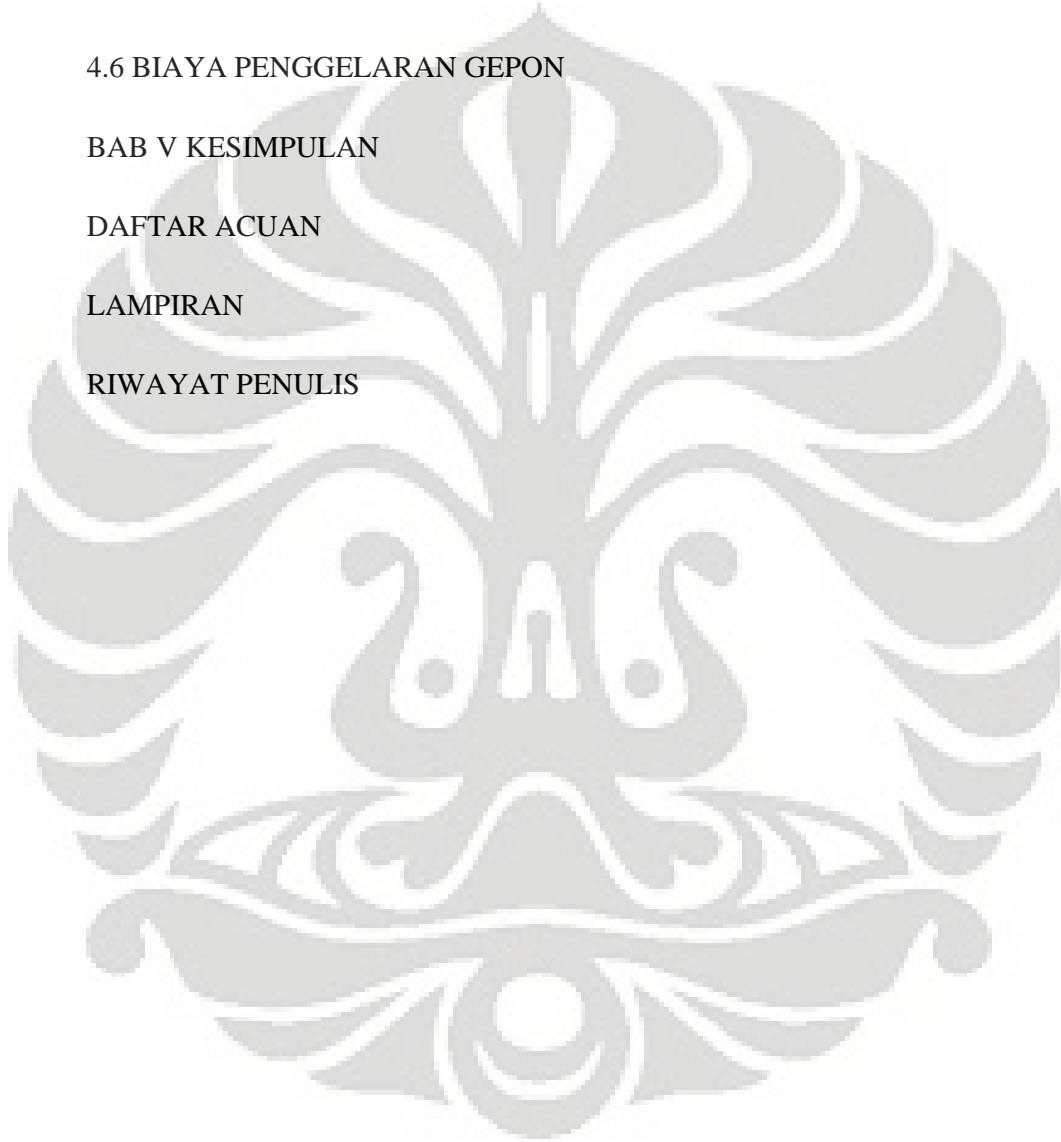 4.6 BIAYA PENGGELARAN GEPON
BAB V KESIMPULAN
DAFTAR ACUAN
LAMPIRAN
RIWAYAT PENULIS